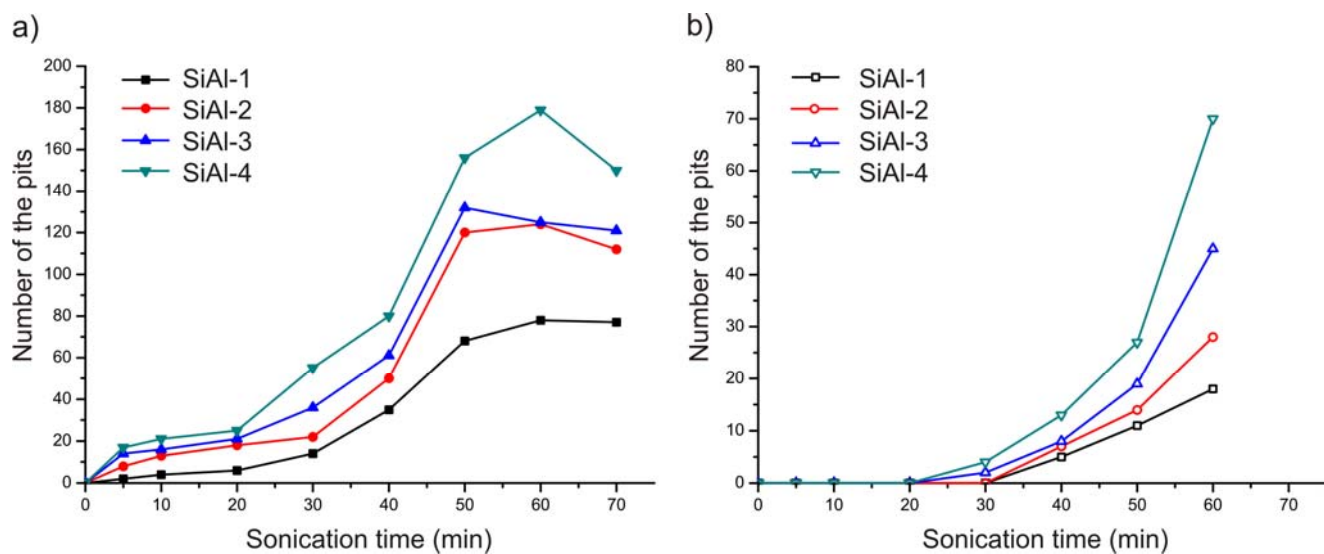 a)
Number of the pits
200
180
160
140
120
100
80
60
40
20
0
SiAl-1
SiAl-2
SiAl-3
SiAl-4
0 10 20 30 40 50 60 70
Sonication time (min)
b)
Number of the pits
80
70
60
50
40
30
20
10
0
SiAl-1
SiAl-2
SiAl-3
SiAl-4
0 10 20 30 40 50 60 70
Sonication time (min)